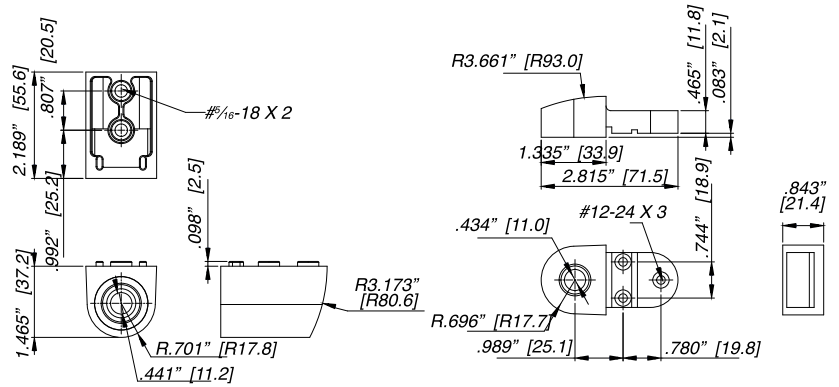 2.189” [55.6]
.807” [20.5]
.992” [25.2]
#5⁄16-18 X 2
1.465” [37.2]
.098” [2.5]
R3.173” [R80.6]
R.701” [R17.8]
.441” [11.2]
R3.661” [R93.0]
.465” [11.8]
.083” [2.1]
1.335” [33.9]
2.815” [71.5]
.434” [11.0]
#12-24 X 3
.744” [18.9]
.843” [21.4]
R.696” [R17.7]
.989” [25.1]
.780” [19.8]